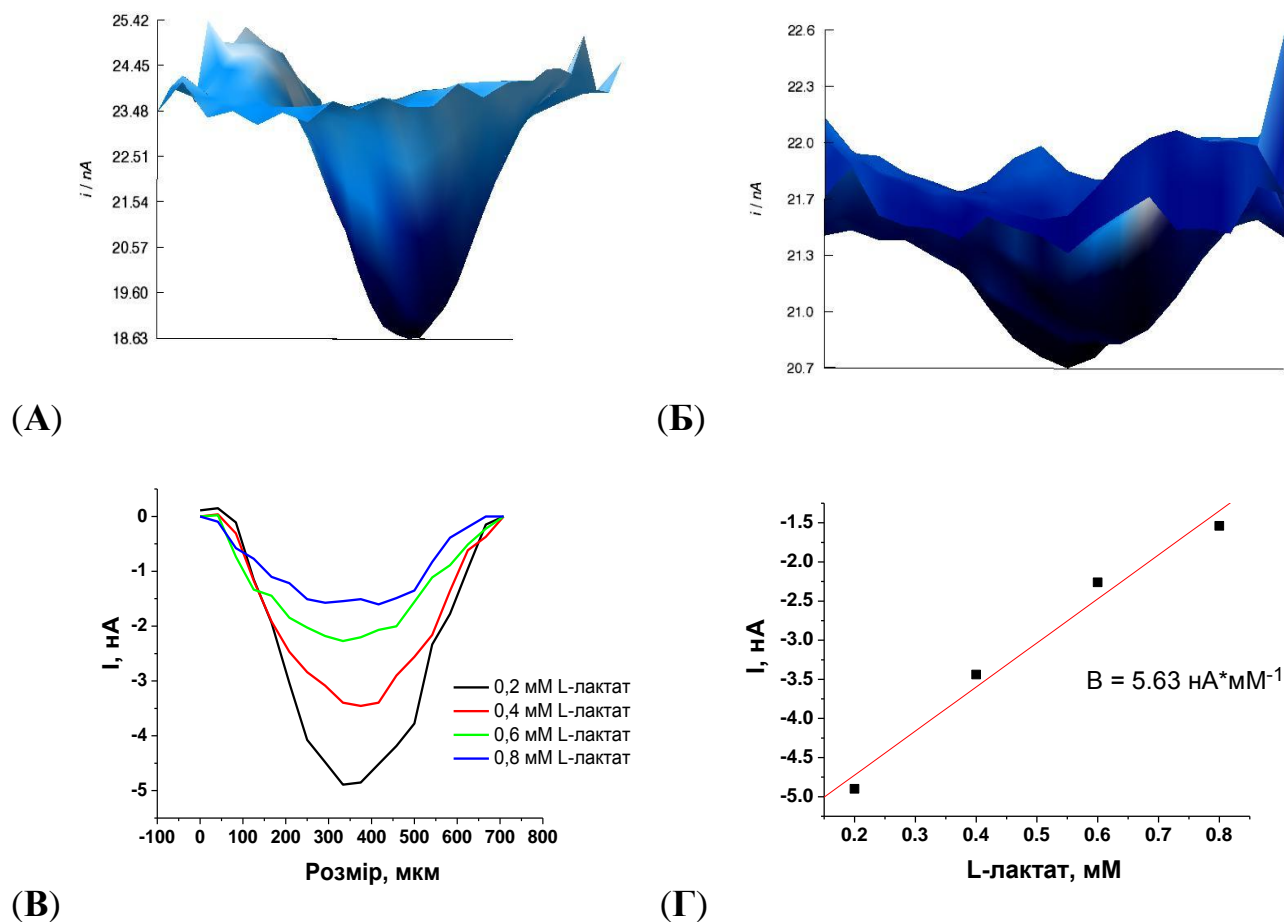 25.42
24.45
23.48
22.51
21.54
20.57
19.60
18.63
i / nA
(А)
22.6
22.3
22.0
21.7
21.3
21.0
20.7
i / nA
(Б)
0
-1
-2
-3
-4
-5
I, нА
0,2 мМ L-лактат
0,4 мМ L-лактат
0,6 мМ L-лактат
0,8 мМ L-лактат
-100 0 100 200 300 400 500 600 700 800
Розмір, мкм
(В)
-1.5
-2.0
-2.5
-3.0
-3.5
-4.0
-4.5
-5.0
I, нА
B = 5.63 нА*мМ⁻¹
0.2 0.3 0.4 0.5 0.6 0.7 0.8
L-лактат, мМ
(Г)